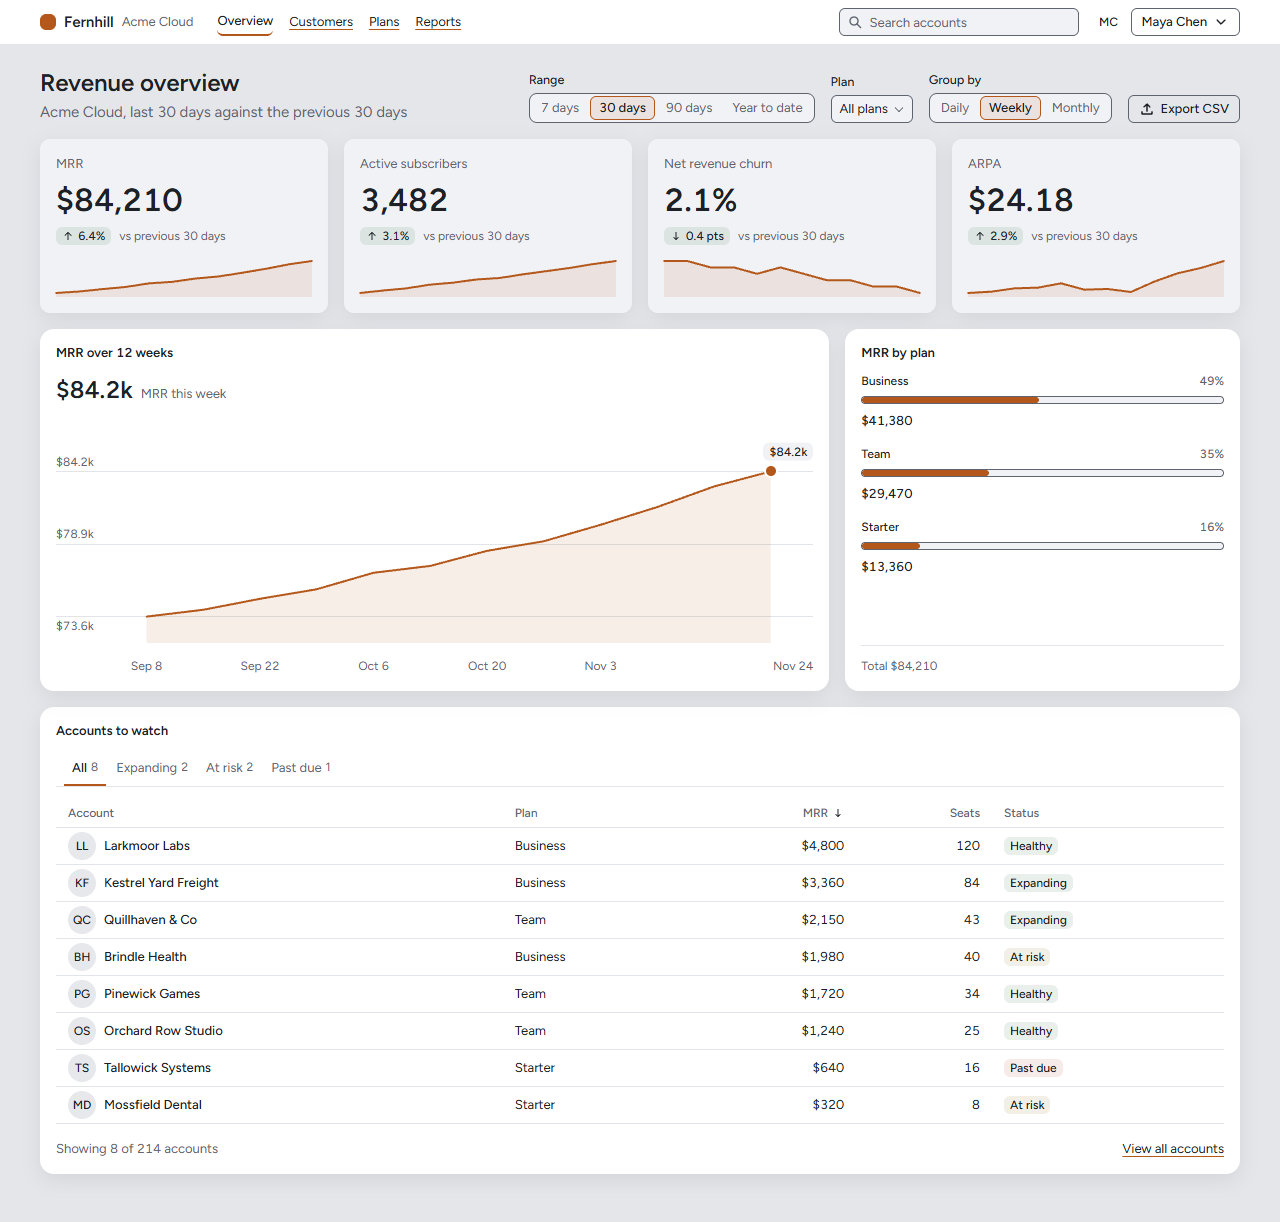 Fernhill Acme Cloud Overview Customers Plans Reports Search accounts MC Maya Chen
Revenue overview
Acme Cloud, last 30 days against the previous 30 days
Range
7 days 30 days 90 days Year to date
Plan
All plans
Group by
Daily Weekly Monthly
Export CSV
MRR
$84,210
↑ 6.4% vs previous 30 days
Active subscribers
3,482
↑ 3.1% vs previous 30 days
Net revenue churn
2.1%
↓ 0.4 pts vs previous 30 days
ARPA
$24.18
↑ 2.9% vs previous 30 days
MRR over 12 weeks
$84.2k MRR this week
$84.2k
$84.2k
$78.9k
$73.6k
Sep 8 Sep 22 Oct 6 Oct 20 Nov 3 Nov 24
MRR by plan
Business 49%
$41,380
Team 35%
$29,470
Starter 16%
$13,360
Total $84,210
Accounts to watch
All 8 Expanding 2 At risk 2 Past due 1
Account Plan MRR ↓ Seats Status
LL Larkmoor Labs Business $4,800 120 Healthy
KF Kestrel Yard Freight Business $3,360 84 Expanding
QC Quillhaven & Co Team $2,150 43 Expanding
BH Brindle Health Business $1,980 40 At risk
PG Pinewick Games Team $1,720 34 Healthy
OS Orchard Row Studio Team $1,240 25 Healthy
TS Tallowick Systems Starter $640 16 Past due
MD Mossfield Dental Starter $320 8 At risk
Showing 8 of 214 accounts View all accounts